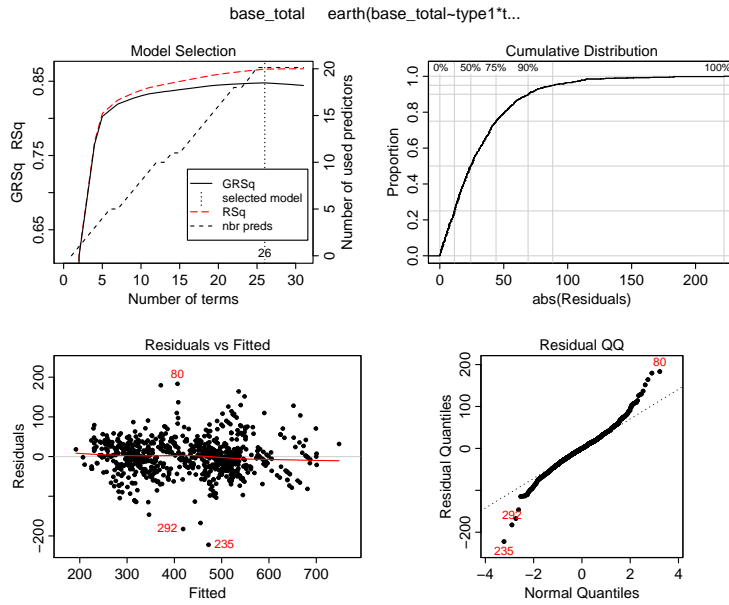 base_total earth(base_total~type1*t...
Model Selection
GRSq RSq
0.65 0.75 0.85
0 5 10 15 20
Number of used predictors
GRSq
selected model
RSq
nbr preds
26
0 5 10 15 20 25 30
Number of terms
Cumulative Distribution
0% 50% 75% 90% 100%
Proportion
0.0 0.2 0.4 0.6 0.8 1.0
0 50 100 150 200
abs(Residuals)
Residuals vs Fitted
Residuals
−200 0 100 200
80
292
235
200 300 400 500 600 700
Fitted
Residual QQ
Residual Quantiles
−200 0 100 200
80
292
235
−4 −2 0 2 4
Normal Quantiles